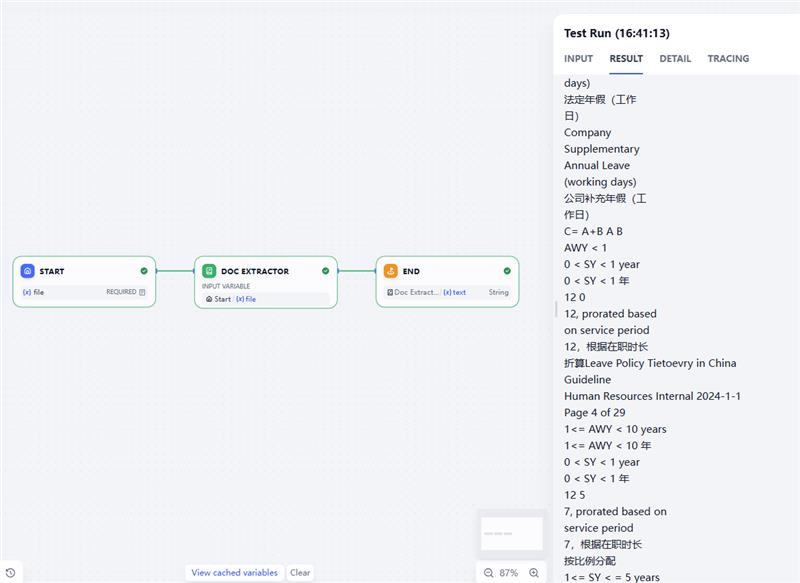 START
{x} file
REQUIRED
DOC EXTRACTOR
INPUT VARIABLE
Start {x} file
END
Doc Extract... {x} text String
View cached variables
Clear
87%
Test Run (16:41:13)
INPUT RESULT DETAIL TRACING
days)
法定年假（工作
日）
Company
Supplementary
Annual Leave
(working days)
公司补充年假（工
作日）
C= A+B A B
AWY < 1
0 < SY < 1 year
0 < SY < 1 年
12 0
12, prorated based
on service period
12，根据在职时长
折算Leave Policy Tietoevry in China
Guideline
Human Resources Internal 2024-1-1
Page 4 of 29
1<= AWY < 10 years
1<= AWY < 10 年
0 < SY < 1 year
0 < SY < 1 年
12 5
7, prorated based on
service period
7，根据在职时长
按比例分配
1<= SY < = 5 years